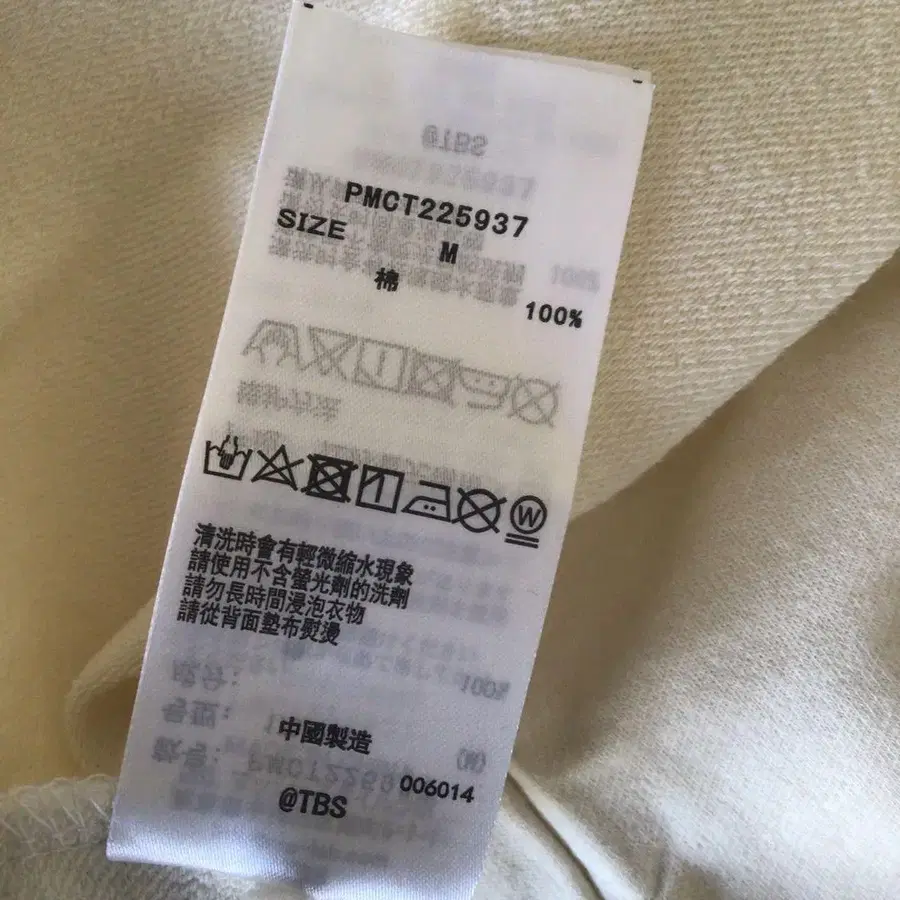 PMCT225937
SIZE M
棉 100%
W
清洗時會有輕微縮水現象
請使用不含螢光劑的洗劑
請勿長時間浸泡衣物
請從背面墊布熨燙
中國製造
006014
@TBS